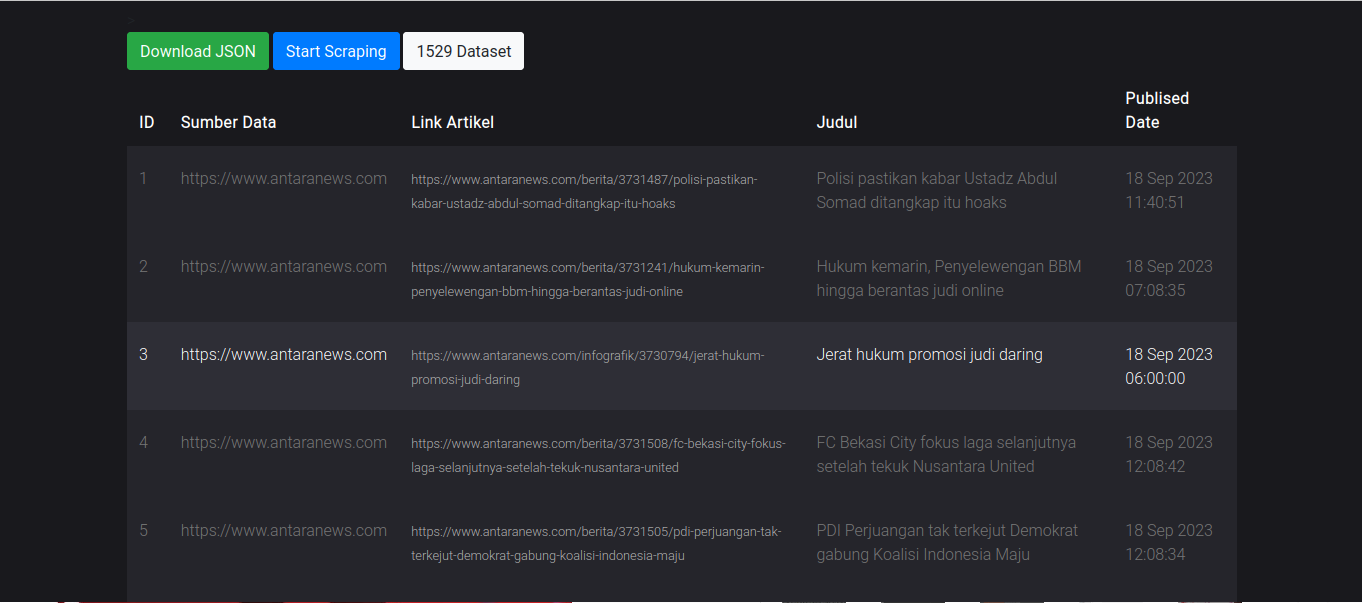 >
Download JSON Start Scraping 1529 Dataset
ID Sumber Data Link Artikel Judul Publised Date
1 https://www.antaranews.com https://www.antaranews.com/berita/3731487/polisi-pastikan- Polisi pastikan kabar Ustadz Abdul 18 Sep 2023
kabar-ustadz-abdul-somad-ditangkap-itu-hoaks Somad ditangkap itu hoaks 11:40:51
2 https://www.antaranews.com https://www.antaranews.com/berita/3731241/hukum-kemarin- Hukum kemarin, Penyelewengan BBM 18 Sep 2023
penyelewengan-bbm-hingga-berantas-judi-online hingga berantas judi online 07:08:35
3 https://www.antaranews.com https://www.antaranews.com/infografik/3730794/jerat-hukum- Jerat hukum promosi judi daring 18 Sep 2023
promosi-judi-daring 06:00:00
4 https://www.antaranews.com https://www.antaranews.com/berita/3731508/fc-bekasi-city-fokus- FC Bekasi City fokus laga selanjutnya 18 Sep 2023
laga-selanjutnya-setelah-tekuk-nusantara-united setelah tekuk Nusantara United 12:08:42
5 https://www.antaranews.com https://www.antaranews.com/berita/3731505/pdi-perjuangan-tak- PDI Perjuangan tak terkejut Demokrat 18 Sep 2023
terkejut-demokrat-gabung-koalisi-indonesia-maju gabung Koalisi Indonesia Maju 12:08:34